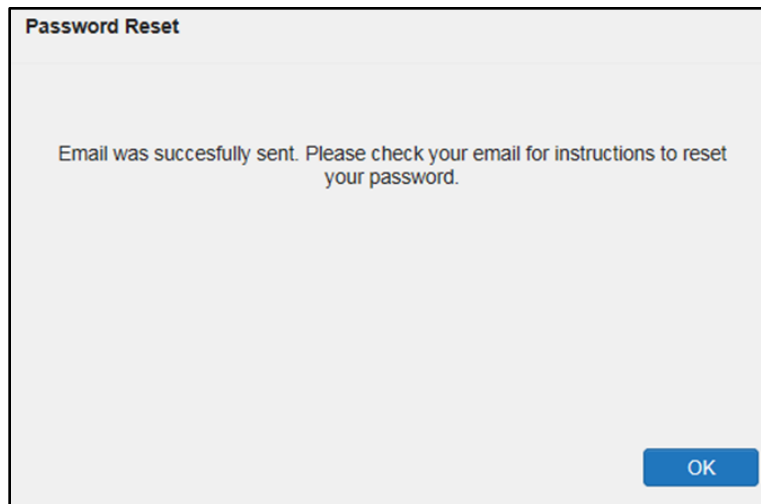 Password Reset
Email was succesfully sent. Please check your email for instructions to reset
your password.
OK